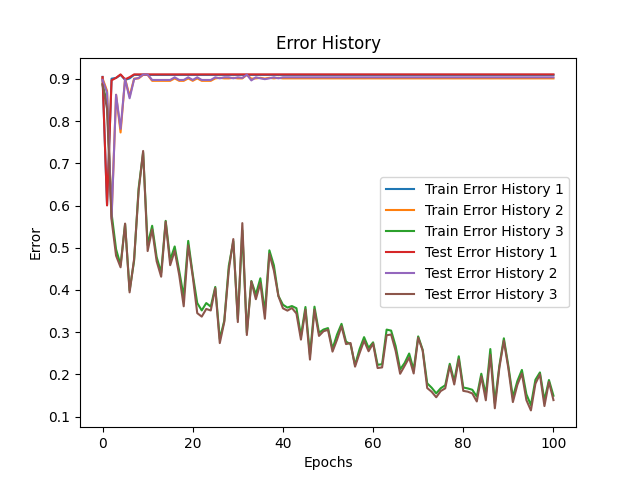 Error History
0.9
0.8
0.7
0.6
0.5
0.4
0.3
0.2
0.1
Error
Train Error History 1
Train Error History 2
Train Error History 3
Test Error History 1
Test Error History 2
Test Error History 3
0 20 40 60 80 100
Epochs